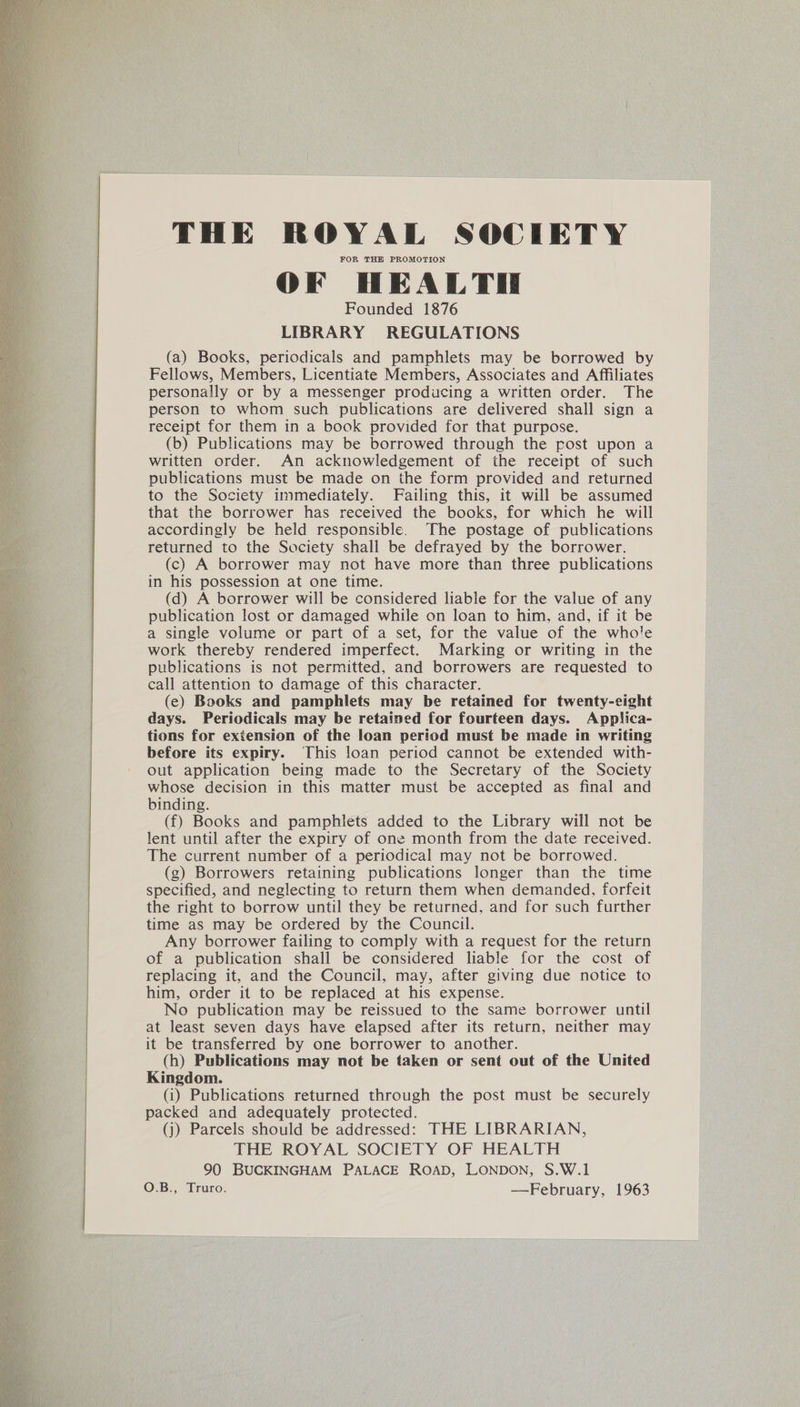 THE ROYAL SOCIETY
FOR THE PROMOTION
OF HEALTH
Founded 1876
LIBRARY REGULATIONS
(a) Books, periodicals and pamphlets may be borrowed by
Fellows, Members, Licentiate Members, Associates and Affiliates
personally or by a messenger producing a written order. The
person to whom such publications are delivered shall sign a
receipt for them in a book provided for that purpose.
(b) Publications may be borrowed through the post upon a
written order. An acknowledgement of the receipt of such
publications must be made on the form provided and returned
to the Society immediately. Failing this, it will be assumed
that the borrower has received the books, for which he will
accordingly be held responsible. The postage of publications
returned to the Society shall be defrayed by the borrower.
(c) A borrower may not have more than three publications
in his possession at one time.
(d) A borrower will be considered liable for the value of any
publication lost or damaged while on loan to him, and, if it be
a single volume or part of a set, for the value of the whole
work thereby rendered imperfect. Marking or writing in the
publications is not permitted, and borrowers are requested to
call attention to damage of this character.
(e) Books and pamphlets may be retained for twenty-eight
days. Periodicals may be retained for fourteen days. Applica-
tions for extension of the loan period must be made in writing
before its expiry. This loan period cannot be extended with-
out application being made to the Secretary of the Society
whose decision in this matter must be accepted as final and
binding.
(f) Books and pamphlets added to the Library will not be
lent until after the expiry of one month from the date received.
The current number of a periodical may not be borrowed.
(g) Borrowers retaining publications longer than the time
specified, and neglecting to return them when demanded, forfeit
the right to borrow until they be returned, and for such further
time as may be ordered by the Council.
Any borrower failing to comply with a request for the return
of a publication shall be considered liable for the cost of
replacing it, and the Council, may, after giving due notice to
him, order it to be replaced at his expense.
No publication may be reissued to the same borrower until
at least seven days have elapsed after its return, neither may
it be transferred by one borrower to another.
(h) Publications may not be taken or sent out of the United
Kingdom.
(i) Publications returned through the post must be securely
packed and adequately protected.
(j) Parcels should be addressed: THE LIBRARIAN,
THE ROYAL SOCIETY OF HEALTH
90 BUCKINGHAM PALACE ROAD, LONDON, S.W.1
O.B., Truro. —February, 1963